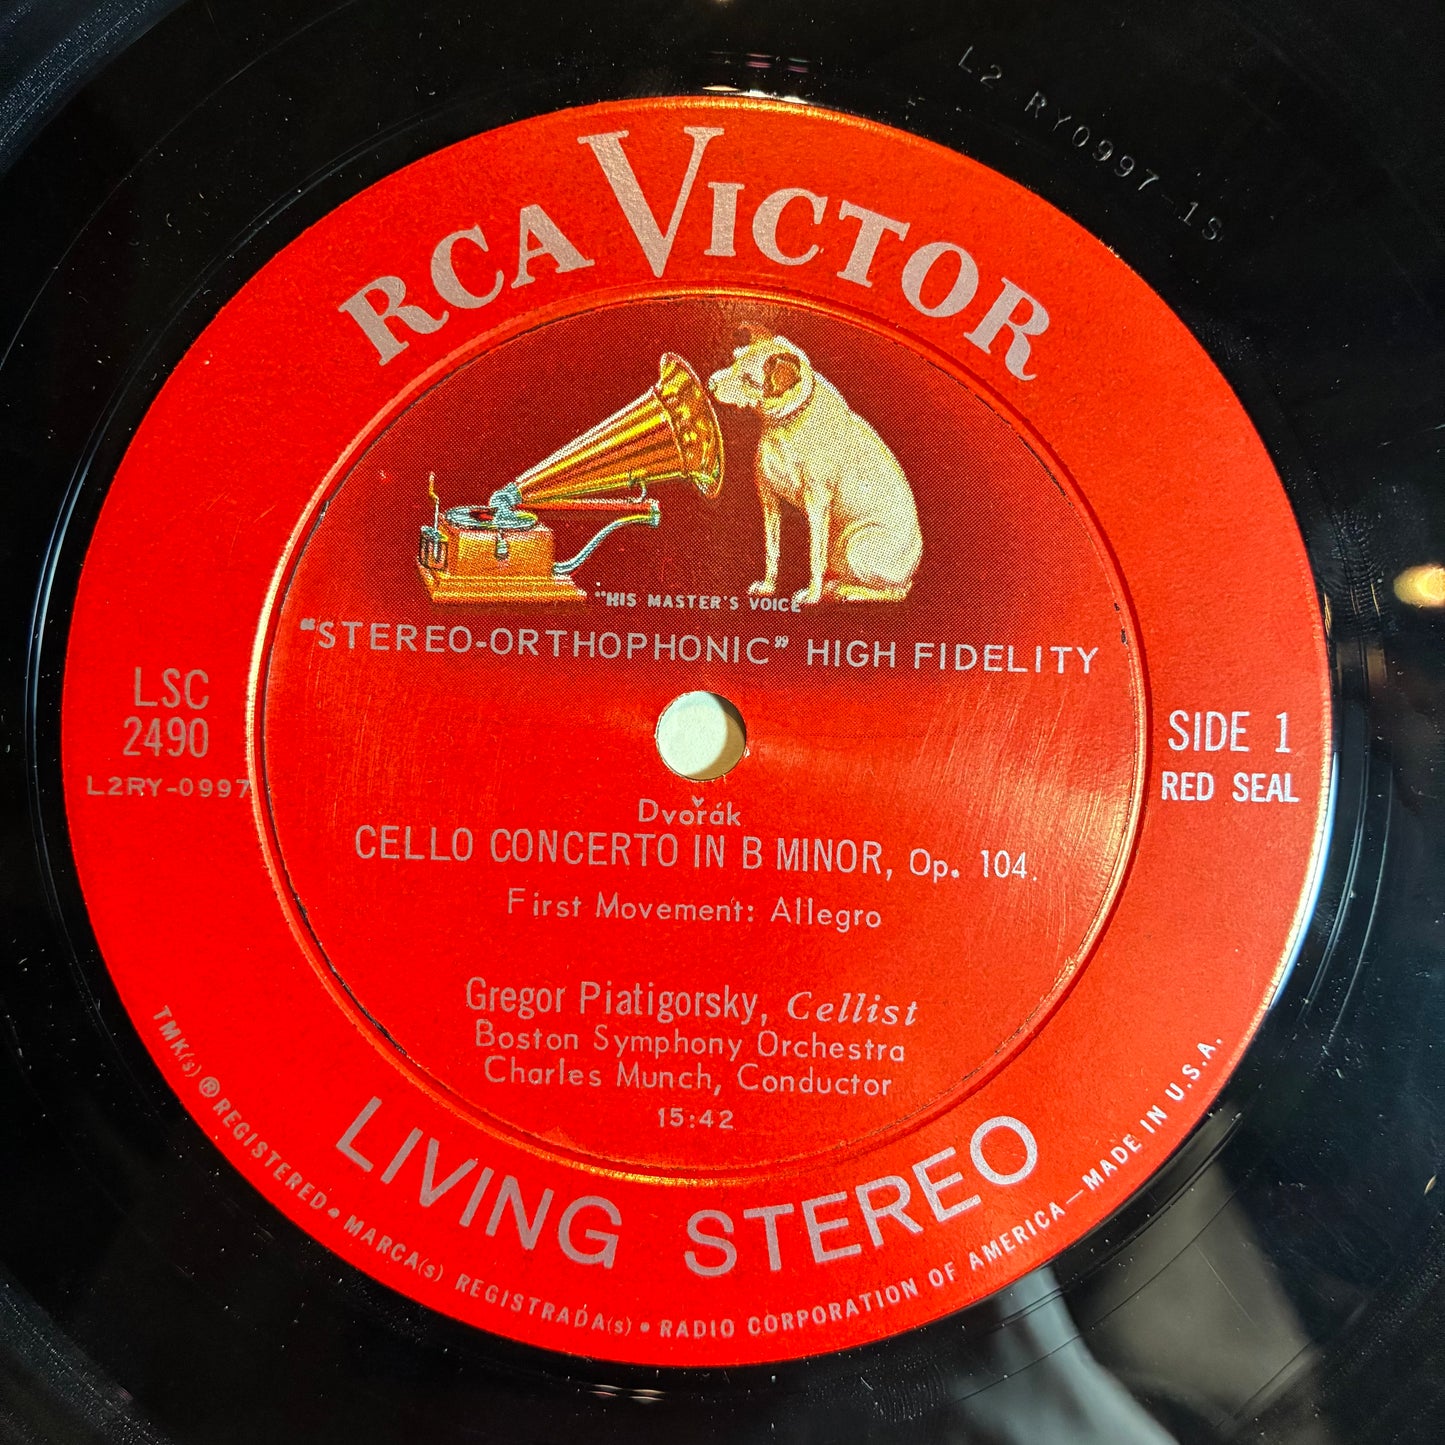 L2 RY0997-1S
RCA VICTOR
"HIS MASTER'S VOICE"
"STEREO-ORTHOPHONIC" HIGH FIDELITY
LSC
2490
L2RY-0997
SIDE 1
RED SEAL
Dvořák
CELLO CONCERTO IN B MINOR, Op. 104.
First Movement: Allegro
Gregor Piatigorsky, Cellist
Boston Symphony Orchestra
Charles Munch, Conductor
15:42
LIVING STEREO
TMK(s) ® REGISTERED • MARCA(s) REGISTRADA(s) • RADIO CORPORATION OF AMERICA — MADE IN U.S.A.